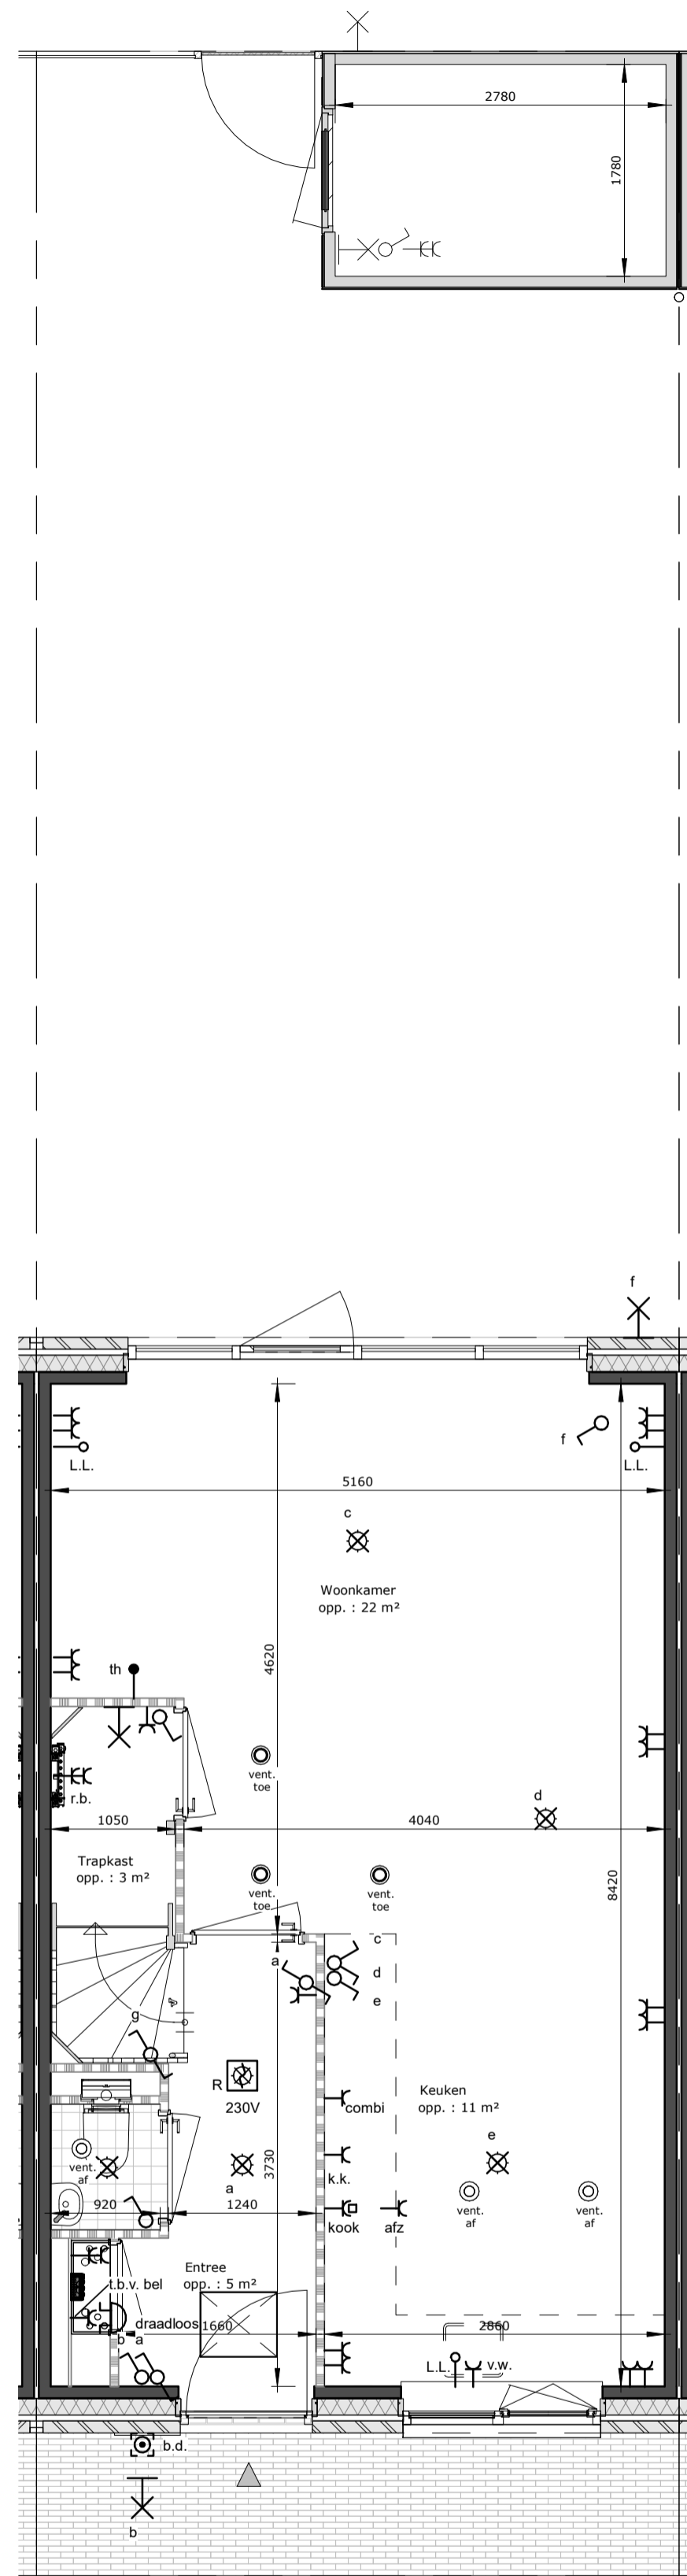 2780
1780
f
f
L.L.
L.L.
5160
c
Woonkamer
opp. : 22 m²
4620
th
vent.
toe
r.b.
d
1050
4040
Trapkast
opp. : 3 m²
8420
vent.
toe
vent.
toe
c
a
d
e
g
R
230V
Keuken
opp. : 11 m²
combi
e
vent.
af
k.k.
a
3730
920
1240
vent.
af
vent.
af
kook
afz
Entree
opp. : 5 m²
t.b.v. bel
draadloos
1660
2860
b
a
L.L.
v.w.
b.d.
b